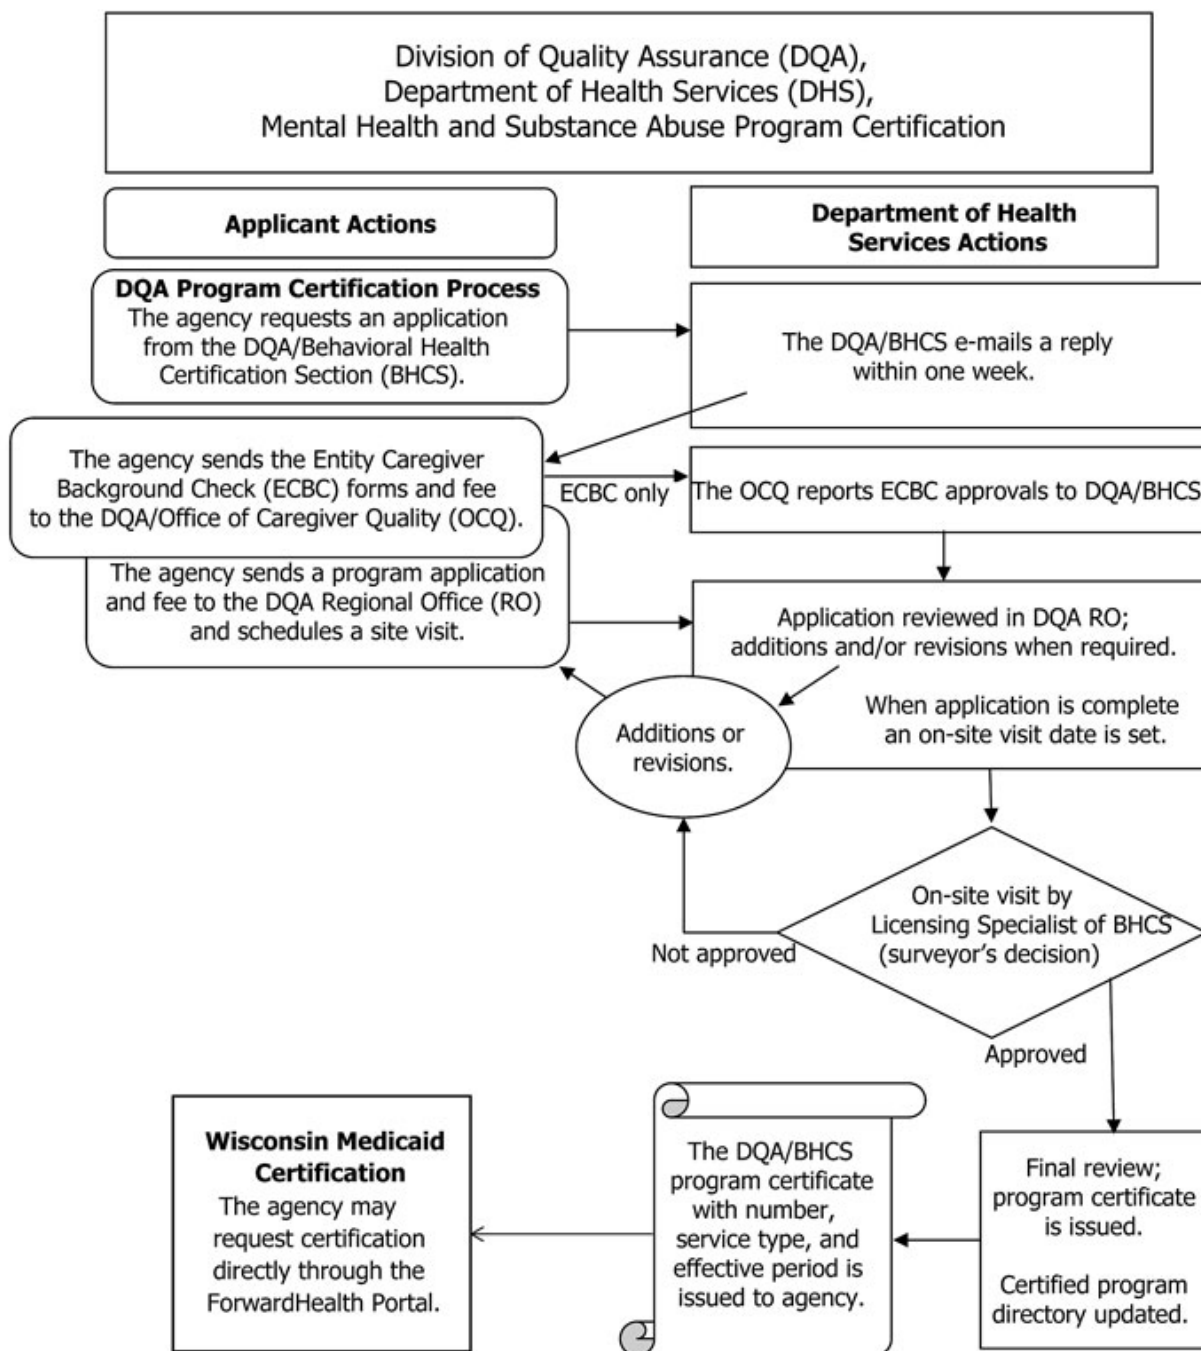 Division of Quality Assurance (DQA),
Department of Health Services (DHS),
Mental Health and Substance Abuse Program Certification
Applicant Actions
Department of Health
Services Actions
DQA Program Certification Process
The agency requests an application
from the DQA/Behavioral Health
Certification Section (BHCS).
The DQA/BHCS e-mails a reply
within one week.
The agency sends the Entity Caregiver
Background Check (ECBC) forms and fee
to the DQA/Office of Caregiver Quality (OCQ).
ECBC only
The OCQ reports ECBC approvals to DQA/BHCS
The agency sends a program application
and fee to the DQA Regional Office (RO)
and schedules a site visit.
Application reviewed in DQA RO;
additions and/or revisions when required.
When application is complete
an on-site visit date is set.
Additions or
revisions.
On-site visit by
Licensing Specialist of BHCS
(surveyor's decision)
Not approved
Approved
Final review;
program certificate
is issued.
Certified program
directory updated.
The DQA/BHCS
program certificate
with number,
service type, and
effective period is
issued to agency.
Wisconsin Medicaid
Certification
The agency may
request certification
directly through the
ForwardHealth Portal.